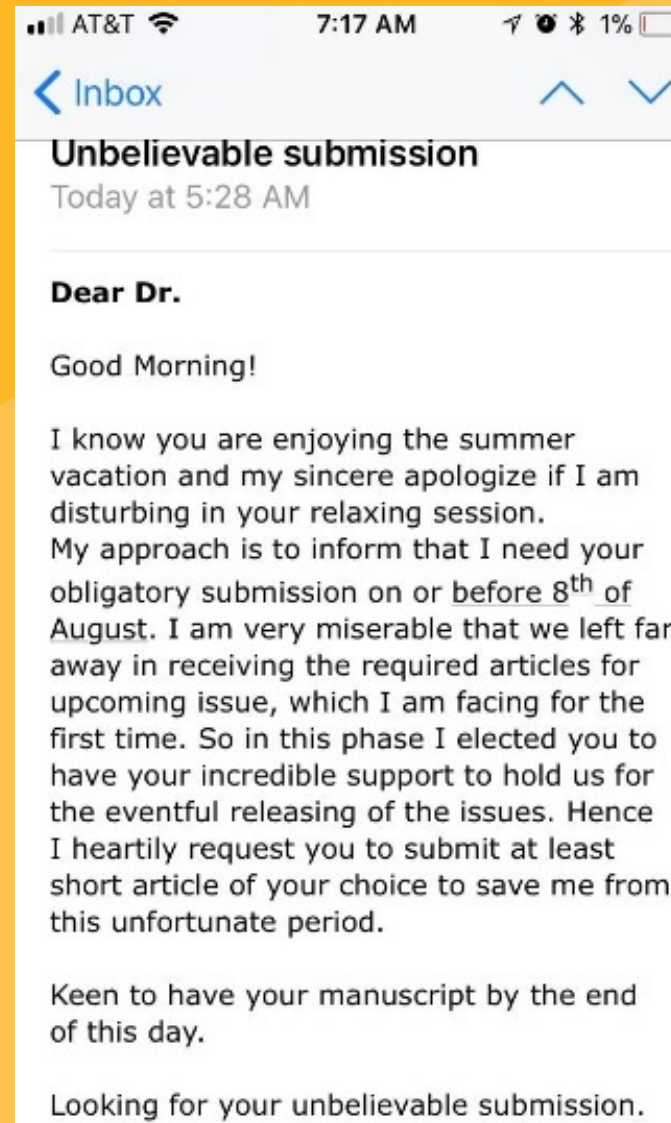 AT&T 7:17 AM 1%
Inbox
Unbelievable submission
Today at 5:28 AM
Dear Dr.
Good Morning!
I know you are enjoying the summer
vacation and my sincere apologize if I am
disturbing in your relaxing session.
My approach is to inform that I need your
obligatory submission on or before 8th of
August. I am very miserable that we left far
away in receiving the required articles for
upcoming issue, which I am facing for the
first time. So in this phase I elected you to
have your incredible support to hold us for
the eventful releasing of the issues. Hence
I heartily request you to submit at least
short article of your choice to save me from
this unfortunate period.
Keen to have your manuscript by the end
of this day.
Looking for your unbelievable submission.